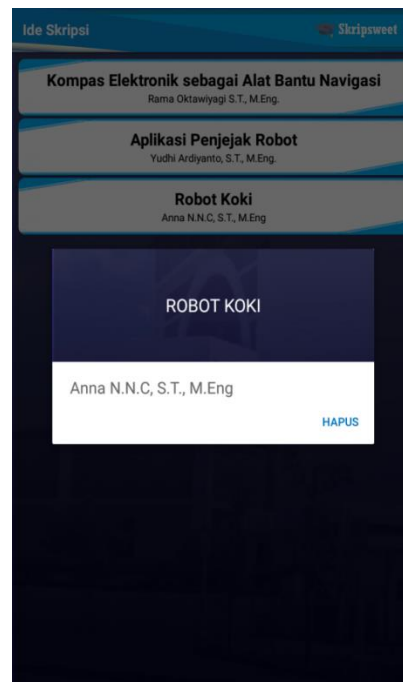 Ide Skripsi
Skripsweet
Kompas Elektronik sebagai Alat Bantu Navigasi
Rama Oktawiyagi S.T., M.Eng.
Aplikasi Penjejak Robot
Yudhi Ardiyanto, S.T., M.Eng.
Robot Koki
Anna N.N.C, S.T., M.Eng
ROBOT KOKI
Anna N.N.C, S.T., M.Eng
HAPUS